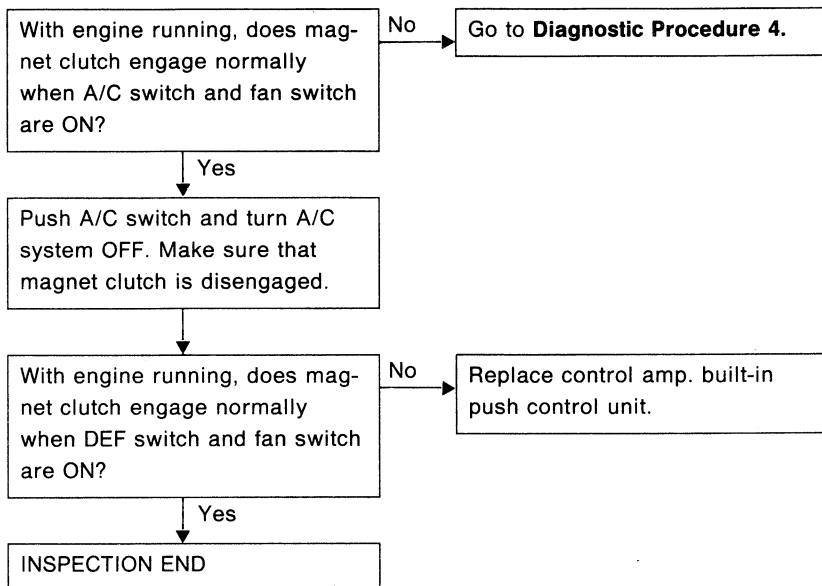 With engine running, does mag-
net clutch engage normally
when A/C switch and fan switch
are ON?
No
Go to Diagnostic Procedure 4.
Yes
Push A/C switch and turn A/C
system OFF. Make sure that
magnet clutch is disengaged.
With engine running, does mag-
net clutch engage normally
when DEF switch and fan switch
are ON?
No
Replace control amp. built-in
push control unit.
Yes
INSPECTION END